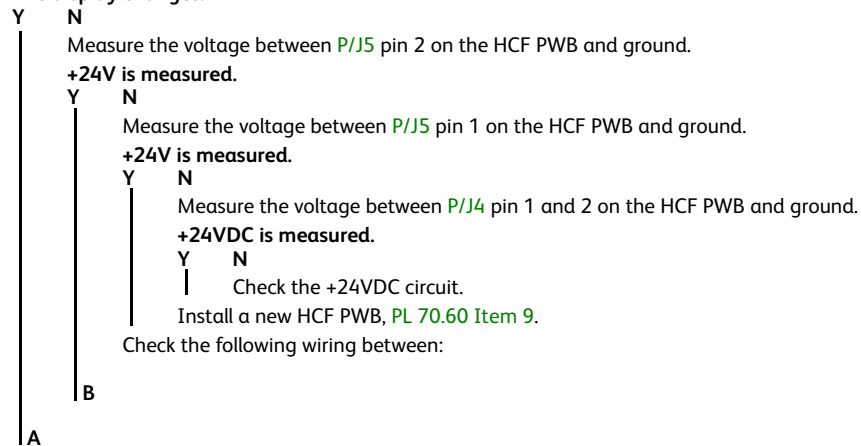 Y N
Measure the voltage between P/J5 pin 2 on the HCF PWB and ground.
+24V is measured.
Y N
Measure the voltage between P/J5 pin 1 on the HCF PWB and ground.
+24V is measured.
Y N
Measure the voltage between P/J4 pin 1 and 2 on the HCF PWB and ground.
+24VDC is measured.
Y N
Check the +24VDC circuit.
Install a new HCF PWB, PL 70.60 Item 9.
Check the following wiring between:
B
A